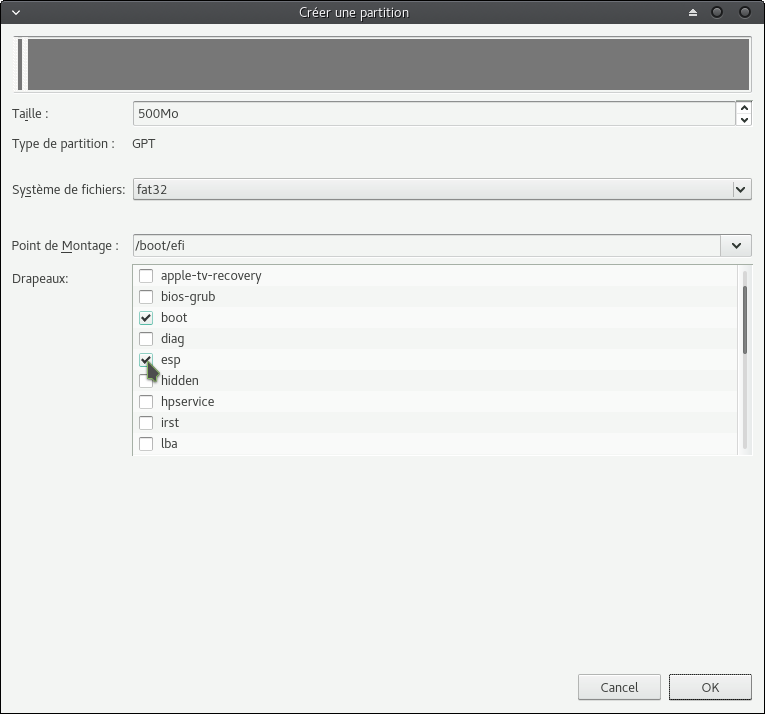 Créer une partition
Taille : 500Mo
Type de partition : GPT
Système de fichiers: fat32
Point de Montage : /boot/efi
Drapeaux:
apple-tv-recovery
bios-grub
boot
diag
esp
hidden
hpservice
irst
lba
Cancel OK